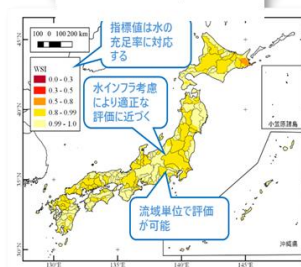 100 0 100 200 km
指標値は水の
充足率に対応
する
WSI
0.0 - 0.3
0.3 - 0.5
0.5 - 0.8
0.8 - 0.99
0.99 - 1.0
水インフラ考慮
により適正な
評価に近づく
小笠原諸島
流域単位で評価
が可能
沖縄県